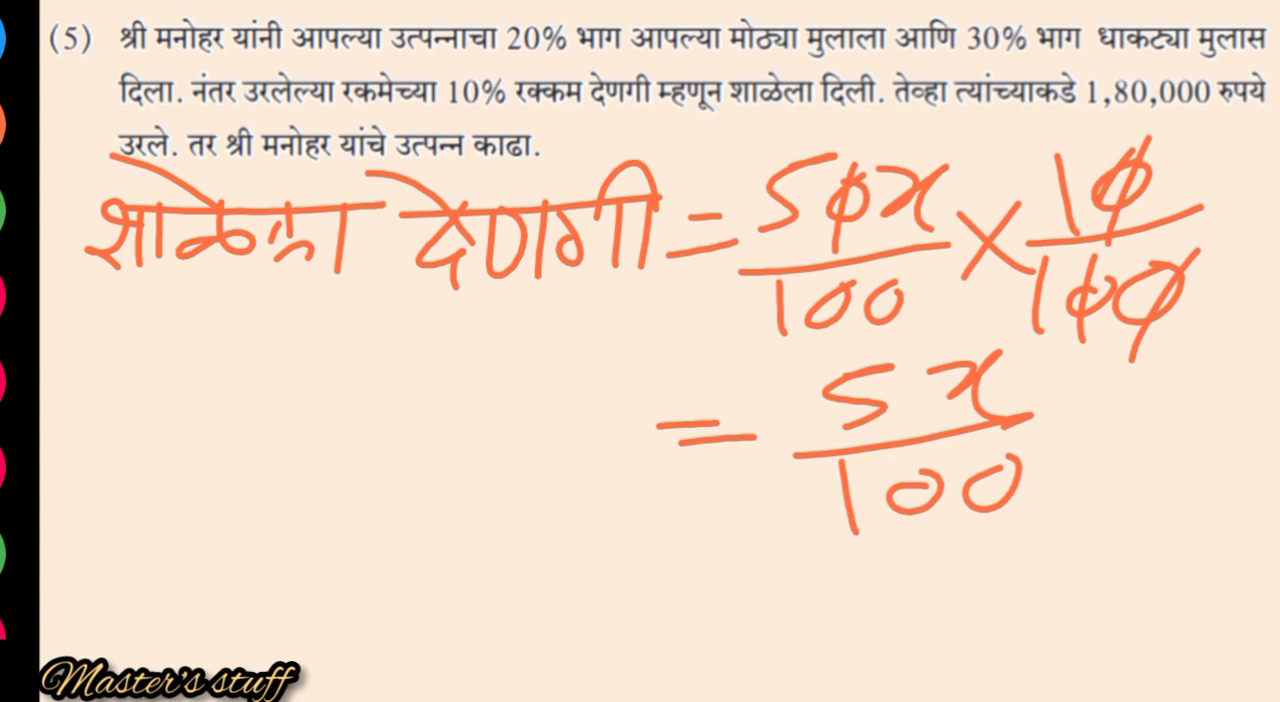 (5) श्री मनोहर यांनी आपल्या उत्पन्नाचा 20% भाग आपल्या मोठ्या मुलाला आणि 30% भाग धाकट्या मुलास
दिला. नंतर उरलेल्या रकमेच्या 10% रक्कम देणगी म्हणून शाळेला दिली. तेव्हा त्यांच्याकडे 1,80,000 रुपये
उरले. तर श्री मनोहर यांचे उत्पन्न काढा.
शाळेला देणगी = 50x/100 × 10/100
= 5x/100
Master's stuff